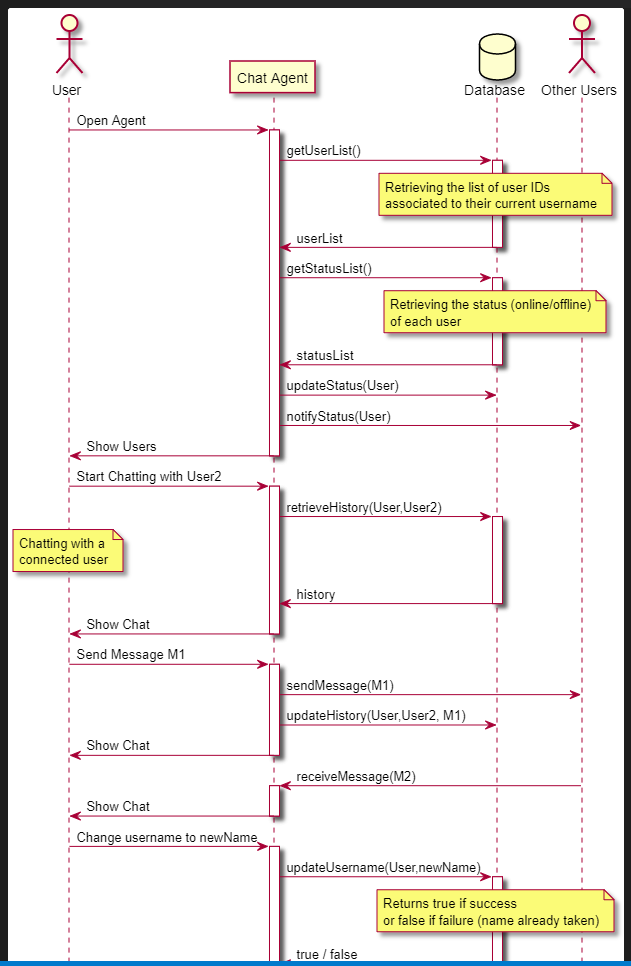 User
Chat Agent
Database
Other Users
Open Agent
getUserList()
Retrieving the list of user IDs
associated to their current username
userList
getStatusList()
Retrieving the status (online/offline)
of each user
statusList
updateStatus(User)
notifyStatus(User)
Show Users
Start Chatting with User2
retrieveHistory(User,User2)
Chatting with a
connected user
history
Show Chat
Send Message M1
sendMessage(M1)
updateHistory(User,User2, M1)
Show Chat
receiveMessage(M2)
Show Chat
Change username to newName
updateUsername(User,newName)
Returns true if success
or false if failure (name already taken)
true / false